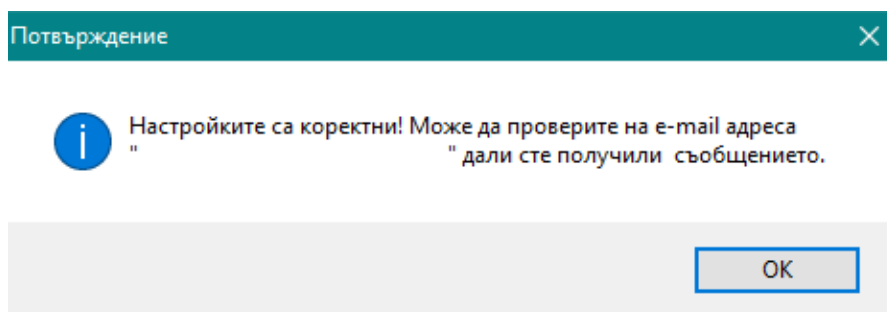 Потвърждение
Настройките са коректни! Може да проверите на e-mail адреса
" " дали сте получили съобщението.
OK